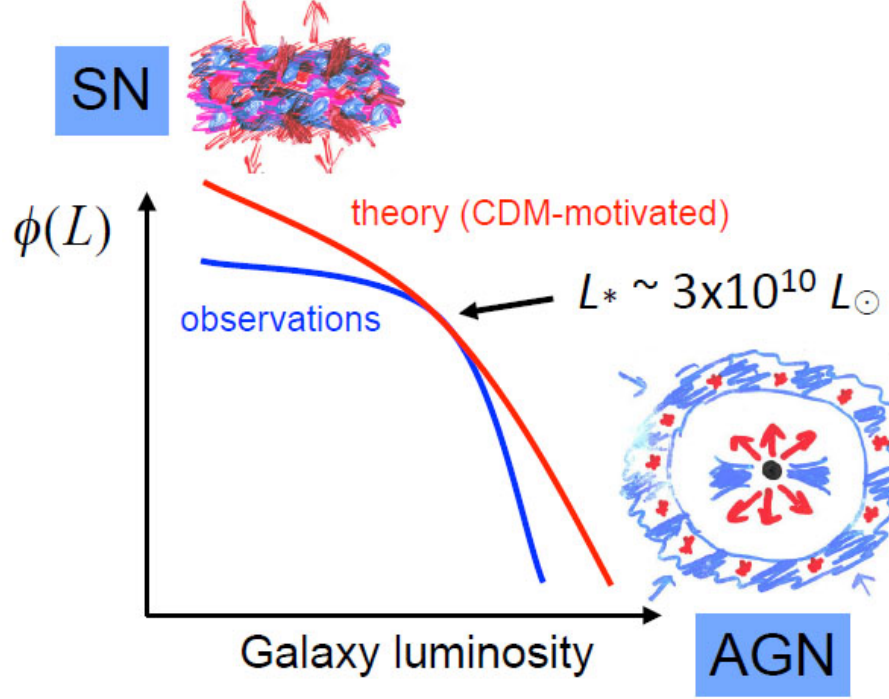 SN
ϕ(L)
theory (CDM-motivated)
observations
L* ~ 3x10¹⁰ L☉
Galaxy luminosity
AGN